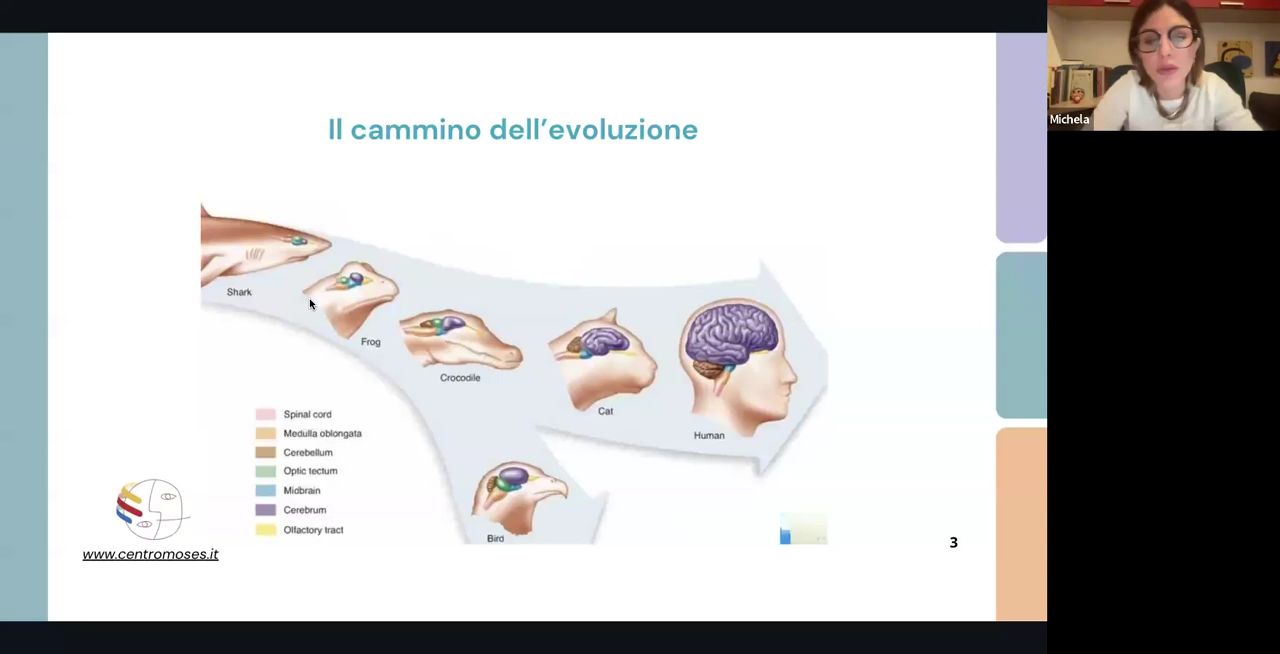 Michela
Il cammino dell’evoluzione
Shark
Frog
Crocodile
Cat
Human
Bird
Spinal cord
Medulla oblongata
Cerebellum
Optic tectum
Midbrain
Cerebrum
Olfactory tract
www.centromoses.it
3